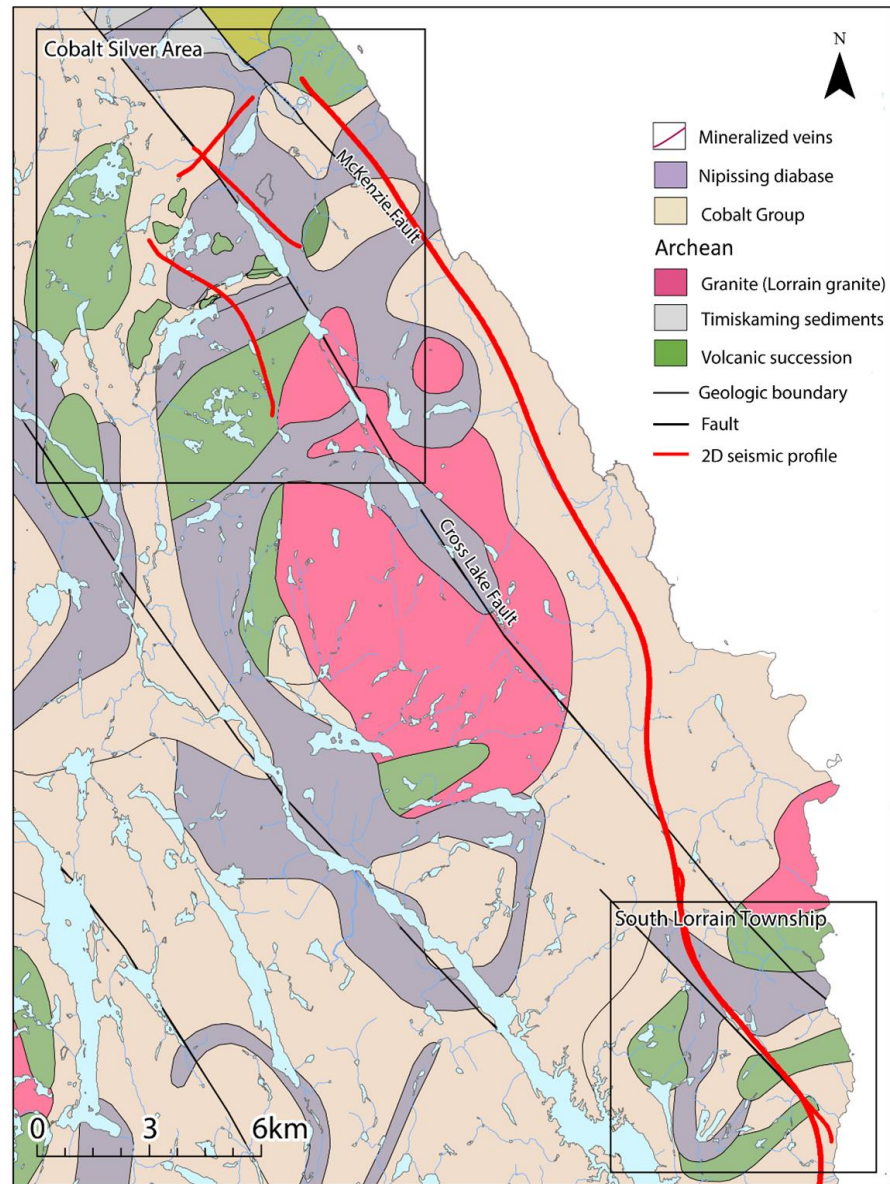 Cobalt Silver Area
N
McKenzie.Fault
Mineralized veins
Nipissing diabase
Cobalt Group
Archean
Granite (Lorrain granite)
Timiskaming sediments
Volcanic succession
Geologic boundary
Fault
2D seismic profile
Cross Lake Fault
South Lorrain Township
0 3 6km